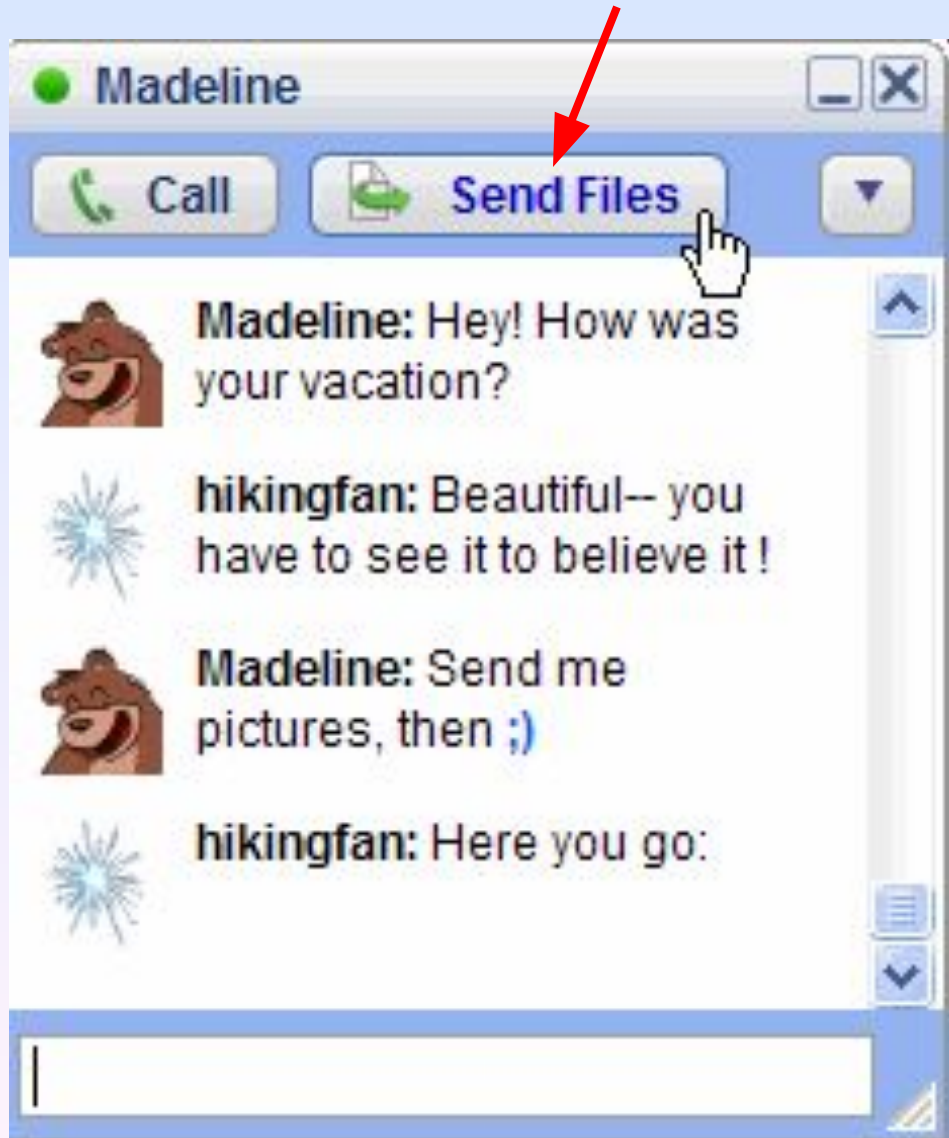 Madeline
Call
Send Files
Madeline: Hey! How was
your vacation?
hikingfan: Beautiful-- you
have to see it to believe it !
Madeline: Send me
pictures, then ;)
hikingfan: Here you go: